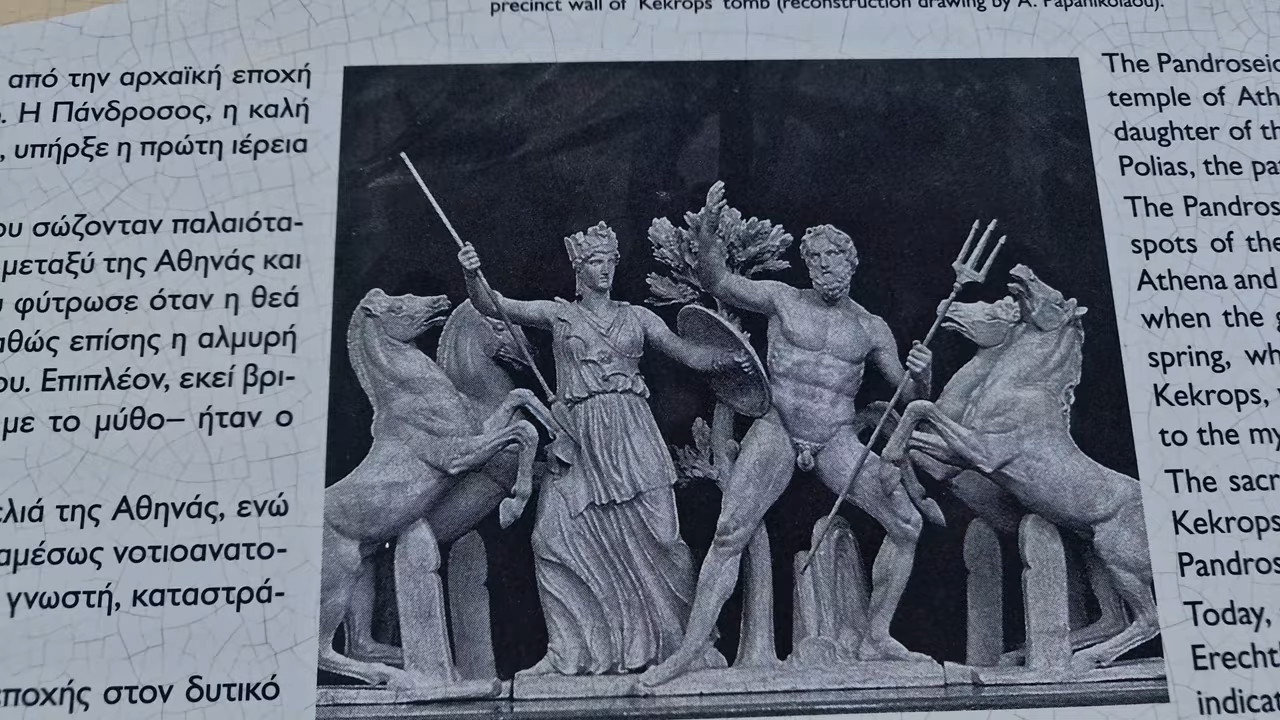 precinct wall of Kekrops' tomb (reconstruction drawing by A. Papanikolaou).
από την αρχαϊκή εποχή
Η Πάνδροσος, η καλή
, υπήρξε η πρώτη ιέρεια
ου σώζονταν παλαιότα-
μεταξύ της Αθηνάς και
φύτρωσε όταν η θεά
αθώς επίσης η αλμυρή
ου. Επιπλέον, εκεί βρι-
με το μύθο– ήταν ο
ελιά της Αθηνάς, ενώ
αμέσως νοτιοανατο-
γνωστή, καταστρά-
εποχής στον δυτικό
The Pandroseio
temple of Ath
daughter of th
Polias, the pa
The Pandros
spots of the
Athena and
when the g
spring, wh
Kekrops,
to the my
The sacr
Kekrops
Pandros
Today,
Erechth
indicat